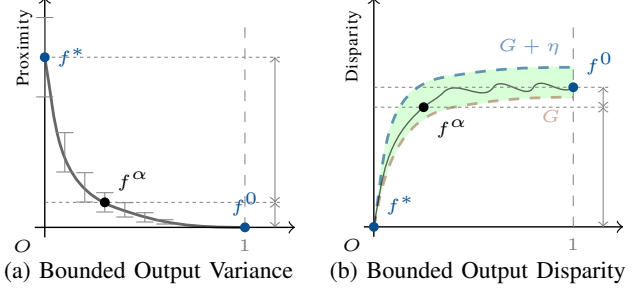 Proximity
f*
f^α
f^0
O
1
(a) Bounded Output Variance
Disparity
G + η
f^0
G
f^α
f*
O
1
(b) Bounded Output Disparity